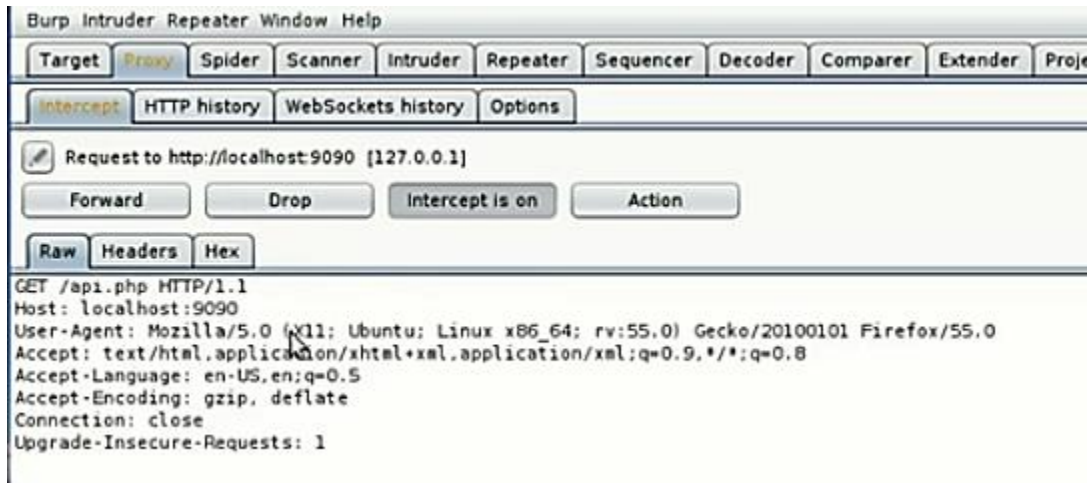 Burp Intruder Repeater Window Help
Target Proxy Spider Scanner Intruder Repeater Sequencer Decoder Comparer Extender Proje
Intercept HTTP history WebSockets history Options
Request to http://localhost:9090 [127.0.0.1]
Forward Drop Intercept is on Action
Raw Headers Hex
GET /api.php HTTP/1.1
Host: localhost:9090
User-Agent: Mozilla/5.0 (X11; Ubuntu; Linux x86_64; rv:55.0) Gecko/20100101 Firefox/55.0
Accept: text/html,application/xhtml+xml,application/xml;q=0.9,*/*;q=0.8
Accept-Language: en-US,en;q=0.5
Accept-Encoding: gzip, deflate
Connection: close
Upgrade-Insecure-Requests: 1